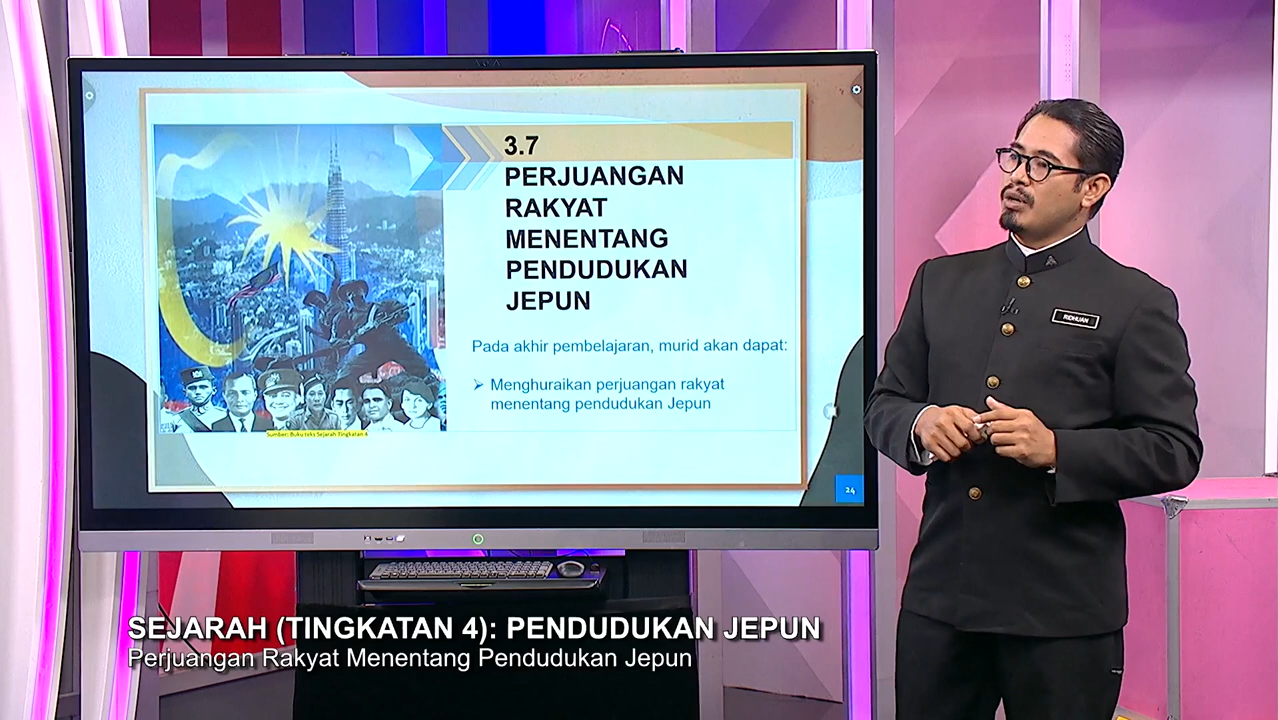 3.7
PERJUANGAN
RAKYAT
MENENTANG
PENDUDUKAN
JEPUN
Pada akhir pembelajaran, murid akan dapat:
➢ Menghuraikan perjuangan rakyat
menentang pendudukan Jepun
Sumber: Buku teks Sejarah Tingkatan 4
24
RIDHUAN
SEJARAH (TINGKATAN 4): PENDUDUKAN JEPUN
Perjuangan Rakyat Menentang Pendudukan Jepun